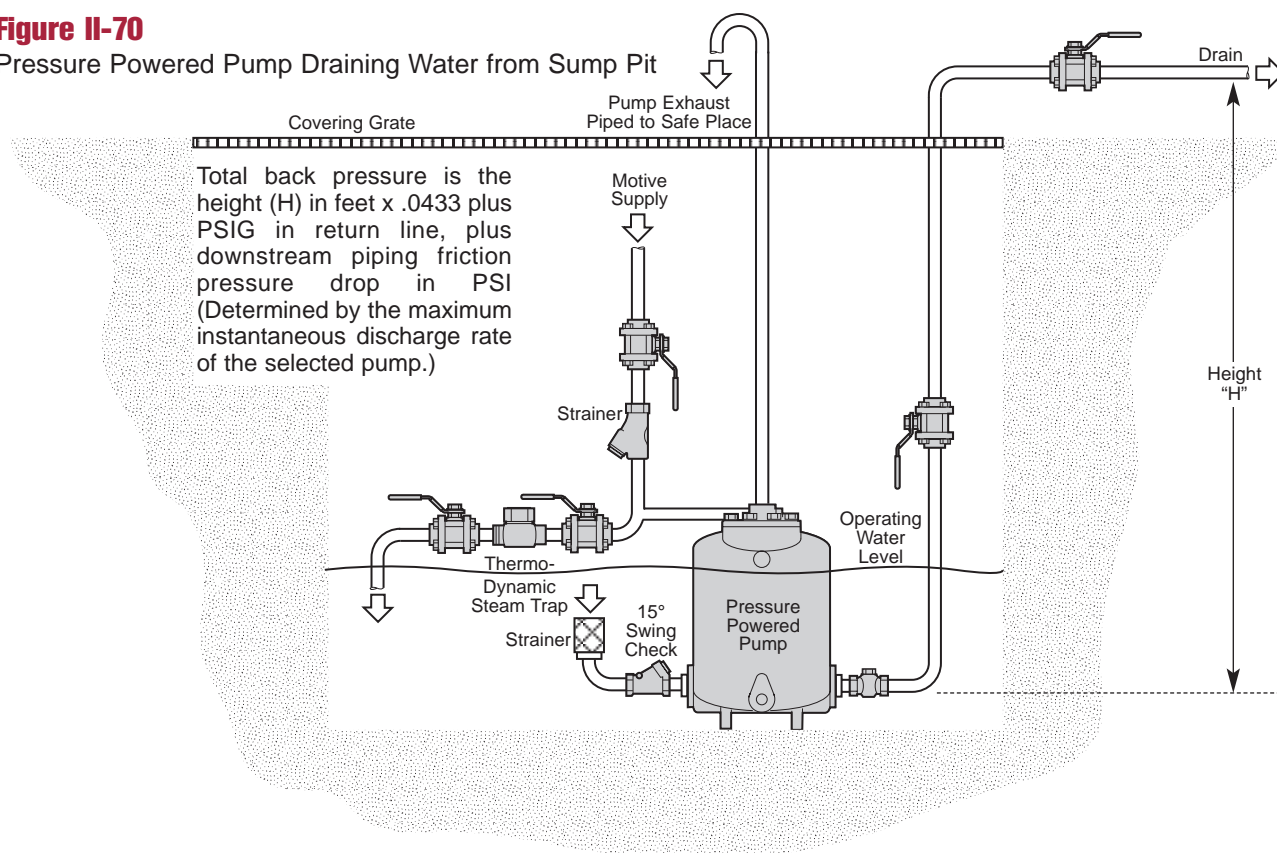 Figure II-70
Pressure Powered Pump Draining Water from Sump Pit
Drain
Pump Exhaust
Piped to Safe Place
Covering Grate
Total back pressure is the
height (H) in feet x .0433 plus
PSIG in return line, plus
downstream piping friction
pressure drop in PSI
(Determined by the maximum
instantaneous discharge rate
of the selected pump.)
Motive
Supply
Height
“H”
Strainer
Operating
Water
Level
Thermo-
Dynamic
Steam Trap
Strainer
15°
Swing
Check
Pressure
Powered
Pump